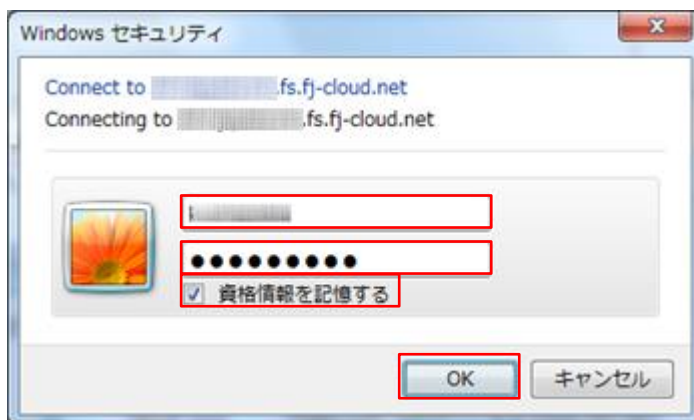 Windows セキュリティ
Connect to .fs.fj-cloud.net
Connecting to .fs.fj-cloud.net
●●●●●●●●●
資格情報を記憶する
OK キャンセル